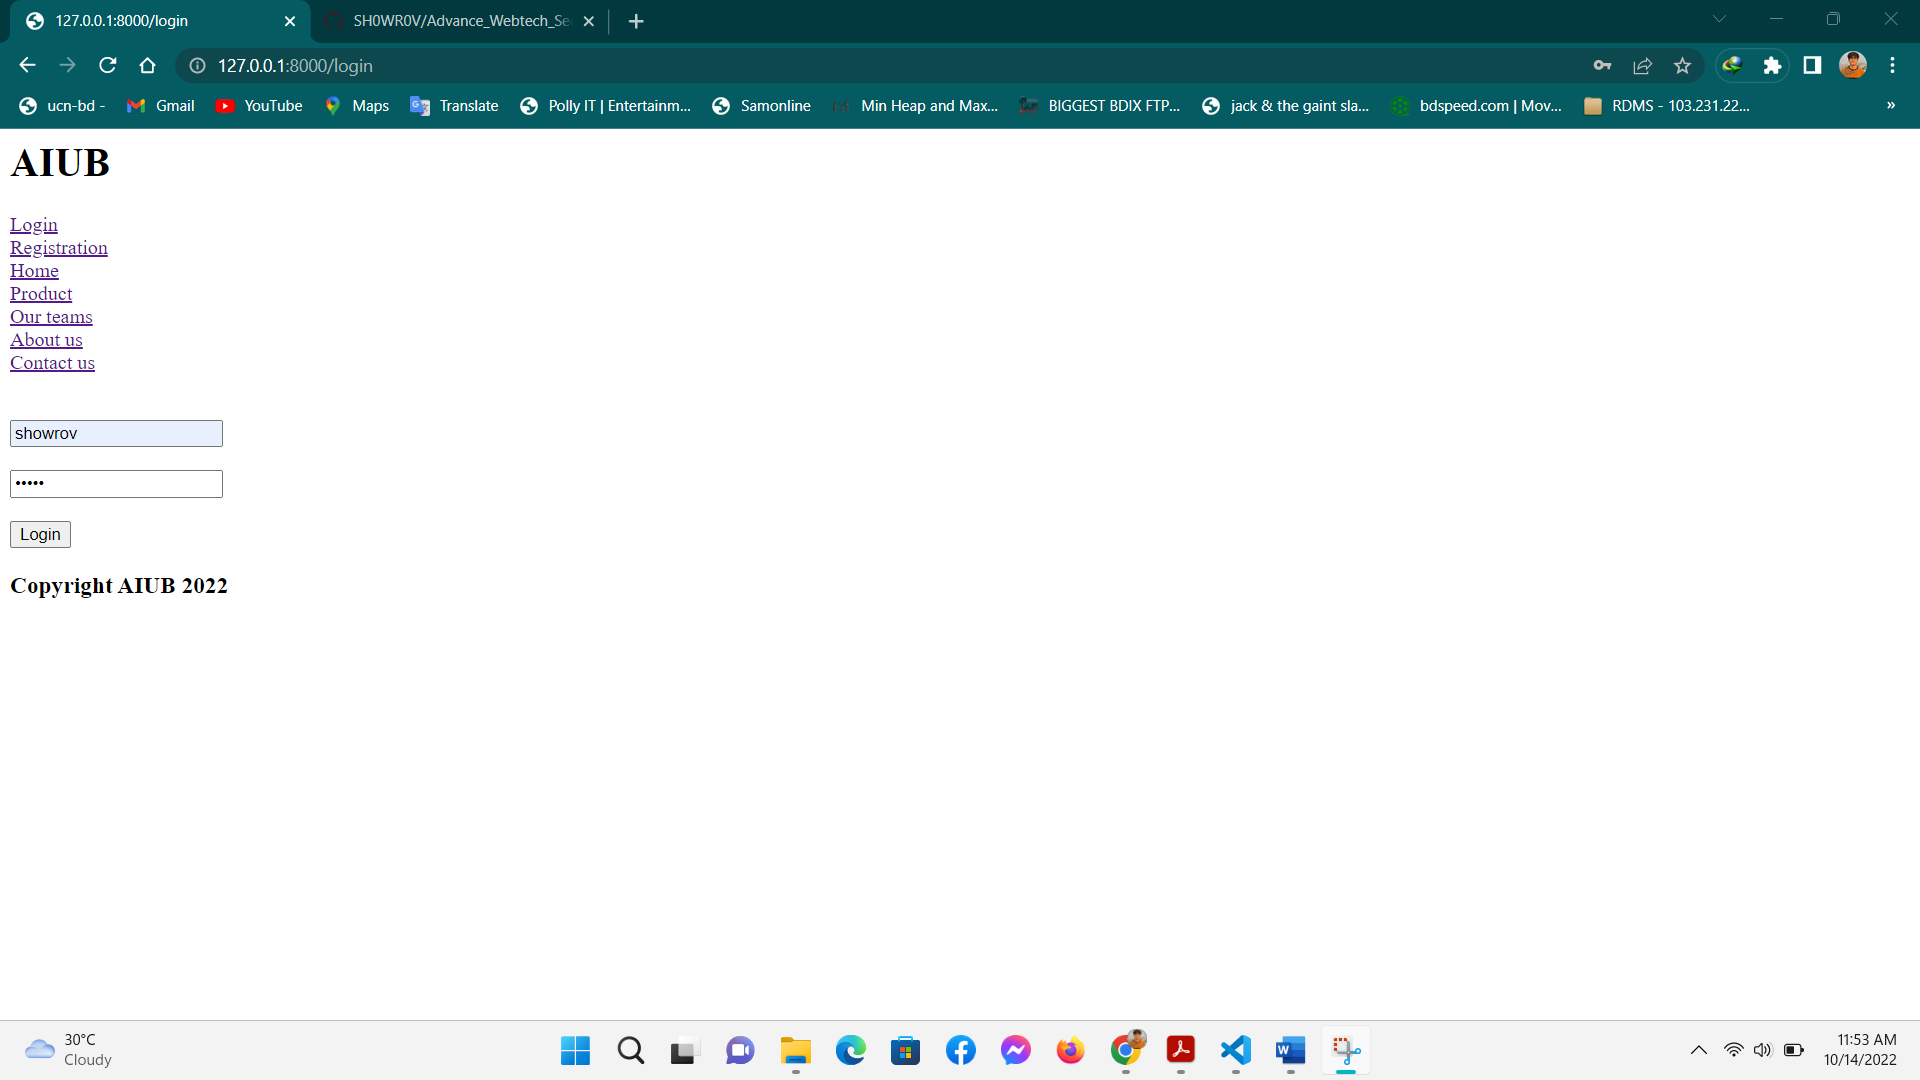 127.0.0.1:8000/login
SH0WR0V/Advance_Webtech_Se
127.0.0.1:8000/login
ucn-bd - Gmail YouTube Maps Translate Polly IT | Entertainm... Samonline Min Heap and Max... BIGGEST BDIX FTP... jack & the gaint sla... bdspeed.com | Mov... RDMS - 103.231.22... »
AIUB
Login
Registration
Home
Product
Our teams
About us
Contact us
showrov
•••••
Login
Copyright AIUB 2022
30°C
Cloudy
11:53 AM
10/14/2022